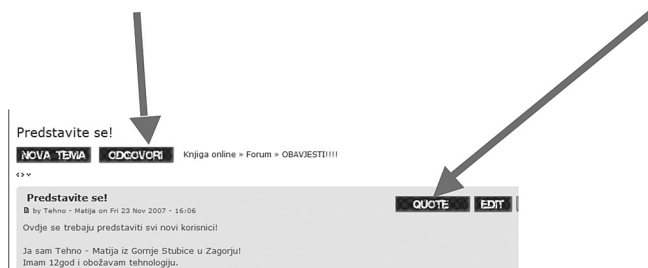 Predstavite se!
NOVA TEMA ODGOVORI Knjiga online » Forum » OBAVJESTI!!!!
Predstavite se!
QUOTE EDIT
by Tehno - Matija on Fri 23 Nov 2007 - 16:06
Ovdje se trebaju predstaviti svi novi korisnici!
Ja sam Tehno - Matija iz Gornje Stubice u Zagorju!
Imam 12god i obožavam tehnologiju.